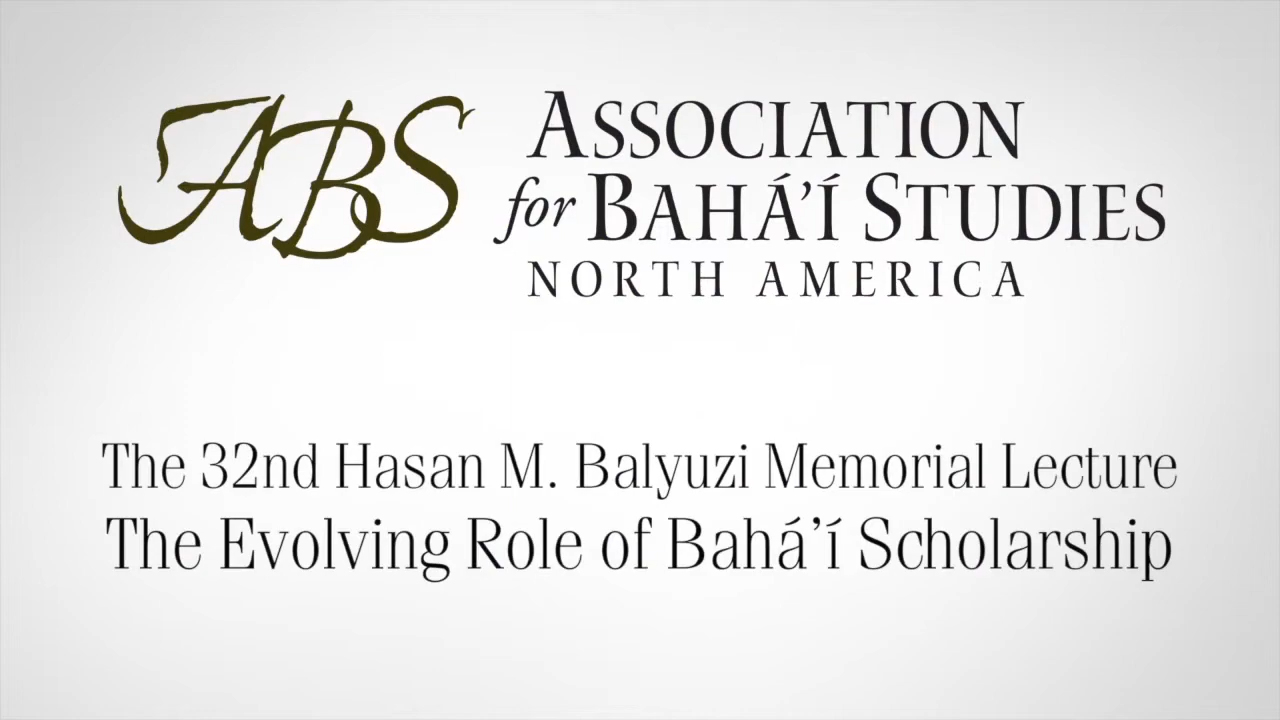 ABS
ASSOCIATION
for BAHÁ’Í STUDIES
NORTH AMERICA
The 32nd Hasan M. Balyuzi Memorial Lecture
The Evolving Role of Bahá’í Scholarship